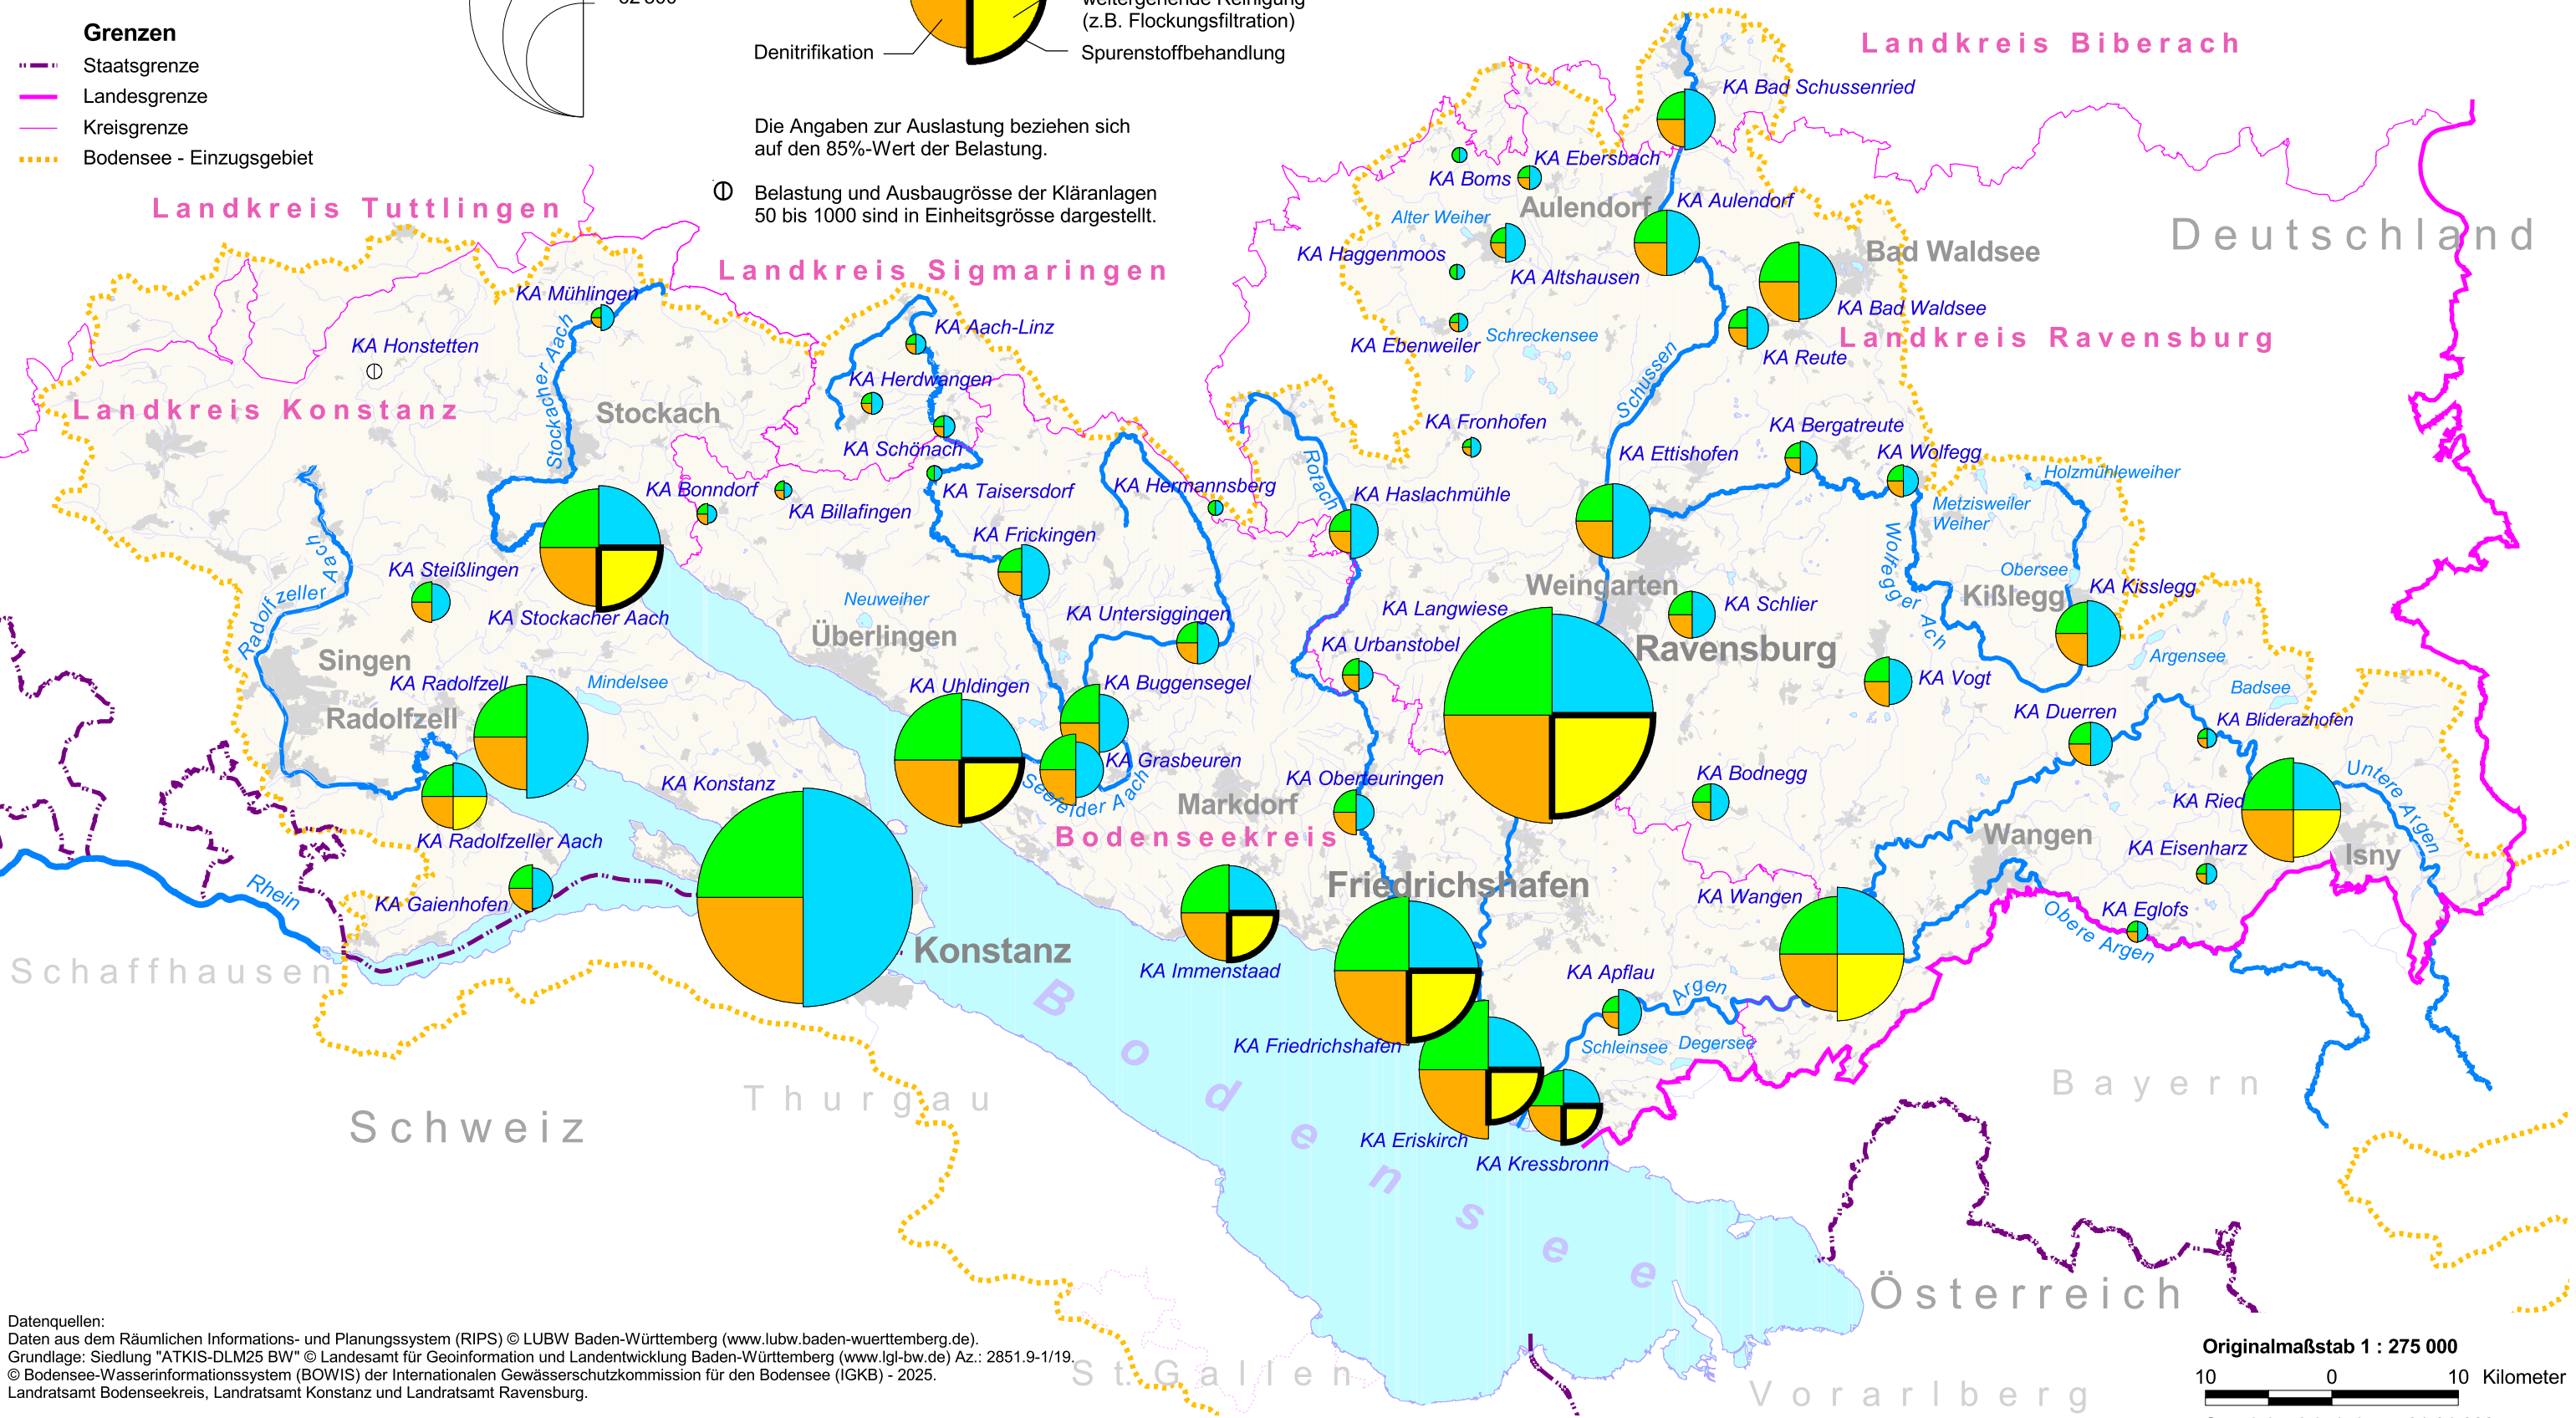 Grenzen
Staatsgrenze
Landesgrenze
Kreisgrenze
Bodensee - Einzugsgebiet
(z.B. Flockungsfiltration)
Denitrifikation
Spurenstoffbehandlung
Die Angaben zur Auslastung beziehen sich
auf den 85%-Wert der Belastung.
Belastung und Ausbaugrösse der Kläranlagen
50 bis 1000 sind in Einheitsgrösse dargestellt.
Landkreis Biberach
Landkreis Tuttlingen
Landkreis Sigmaringen
Landkreis Konstanz
Landkreis Ravensburg
Bodenseekreis
Deutschland
KA Bad Schussenried
KA Ebersbach
KA Boms
Aulendorf
KA Aulendorf
Alter Weiher
KA Haggenmoos
KA Altshausen
Bad Waldsee
KA Bad Waldsee
KA Ebenweiler
Schreckensee
KA Reute
Schussen
KA Mühlingen
Stockacher Aach
KA Honstetten
Stockach
KA Aach-Linz
KA Herdwangen
KA Schönach
KA Taisersdorf
KA Bonndorf
KA Billafingen
KA Hermannsberg
KA Frickingen
Rotach
KA Haslachmühle
KA Fronhofen
KA Ettishofen
KA Bergatreute
KA Wolfegg
Holzmühleweiher
Metzisweiler
Weiher
Wolfegger Ach
Obersee
Kißlegg
KA Kisslegg
Argensee
Badsee
Radolfzeller Aach
KA Steißlingen
KA Stockacher Aach
Singen
KA Radolfzell
Radolfzell
Mindelsee
Neuweiher
Überlingen
KA Untersiggingen
KA Uhldingen
KA Buggensegel
KA Grasbeuren
Seefelder Aach
Markdorf
Weingarten
KA Langwiese
KA Urbanstobel
KA Schlier
Ravensburg
KA Vogt
KA Duerren
KA Bliderazhofen
KA Oberteuringen
KA Bodnegg
KA Ried
Untere Argen
Isny
Wangen
KA Eisenharz
KA Wangen
KA Eglofs
Obere Argen
KA Konstanz
KA Radolfzeller Aach
KA Gaienhofen
Rhein
Schaffhausen
Konstanz
KA Immenstaad
Friedrichshafen
KA Friedrichshafen
KA Apflau
Argen
Schleinsee
Degersee
KA Eriskirch
KA Kressbronn
Bodensee
Schweiz
Thurgau
Bayern
Österreich
St. Gallen
Vorarlberg
Datenquellen:
Daten aus dem Räumlichen Informations- und Planungssystem (RIPS) © LUBW Baden-Württemberg (www.lubw.baden-wuerttemberg.de).
Grundlage: Siedlung "ATKIS-DLM25 BW" © Landesamt für Geoinformation und Landentwicklung Baden-Württemberg (www.lgl-bw.de) Az.: 2851.9-1/19.
© Bodensee-Wasserinformationssystem (BOWIS) der Internationalen Gewässerschutzkommission für den Bodensee (IGKB) - 2025.
Landratsamt Bodenseekreis, Landratsamt Konstanz und Landratsamt Ravensburg.
Originalmaßstab 1 : 275 000
10 0 10 Kilometer